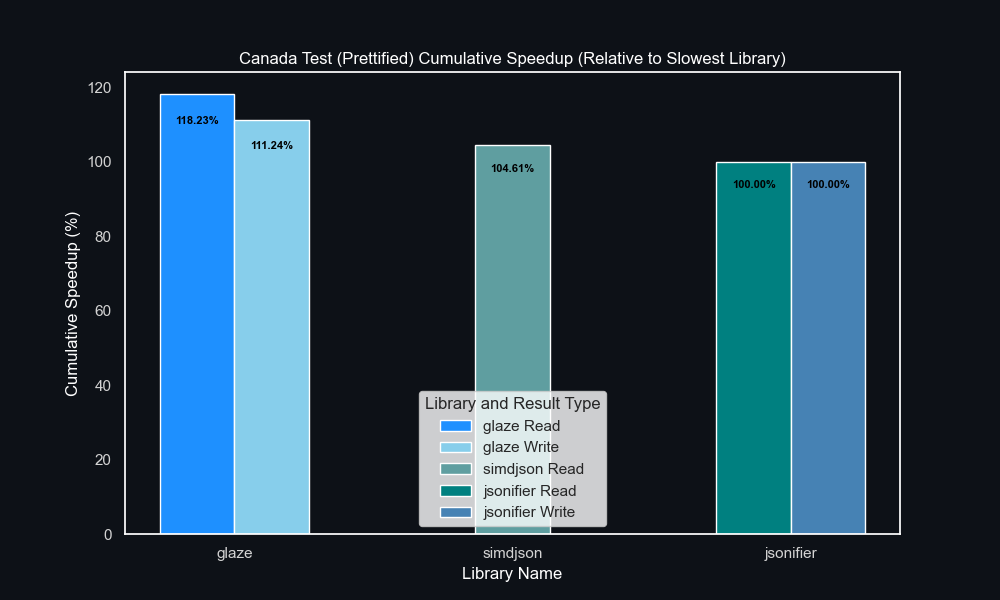 Canada Test (Prettified) Cumulative Speedup (Relative to Slowest Library)
Cumulative Speedup (%)
120
100
80
60
40
20
0
118.23%
111.24%
104.61%
100.00%
100.00%
Library and Result Type
glaze Read
glaze Write
simdjson Read
jsonifier Read
jsonifier Write
glaze
simdjson
jsonifier
Library Name